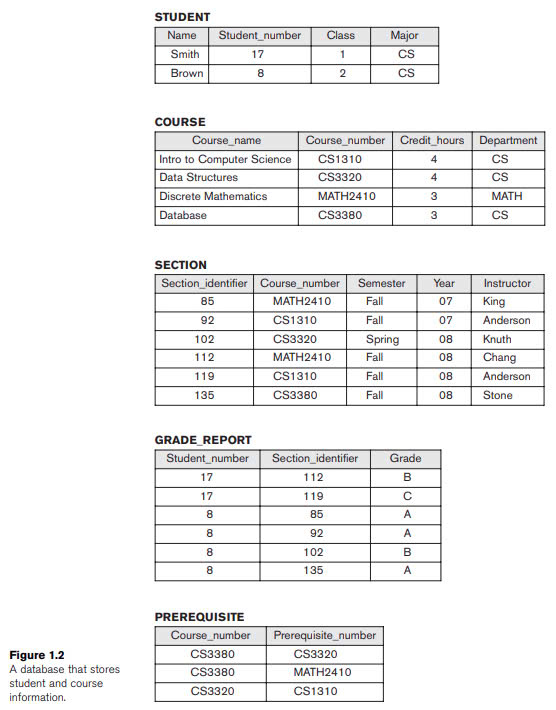 STUDENT
Name Student_number Class Major
Smith 17 1 CS
Brown 8 2 CS
COURSE
Course_name Course_number Credit_hours Department
Intro to Computer Science CS1310 4 CS
Data Structures CS3320 4 CS
Discrete Mathematics MATH2410 3 MATH
Database CS3380 3 CS
SECTION
Section_identifier Course_number Semester Year Instructor
85 MATH2410 Fall 07 King
92 CS1310 Fall 07 Anderson
102 CS3320 Spring 08 Knuth
112 MATH2410 Fall 08 Chang
119 CS1310 Fall 08 Anderson
135 CS3380 Fall 08 Stone
GRADE_REPORT
Student_number Section_identifier Grade
17 112 B
17 119 C
8 85 A
8 92 A
8 102 B
8 135 A
PREREQUISITE
Course_number Prerequisite_number
CS3380 CS3320
CS3380 MATH2410
CS3320 CS1310
Figure 1.2
A database that stores
student and course
information.